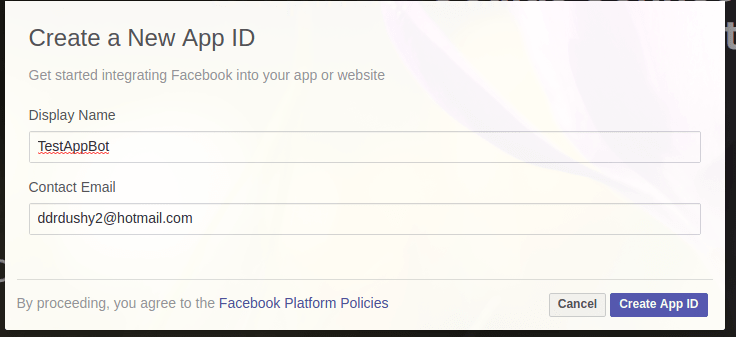 Create a New App ID
Get started integrating Facebook into your app or website
Display Name
TestAppBot
Contact Email
ddrdushy2@hotmail.com
By proceeding, you agree to the Facebook Platform Policies
Cancel
Create App ID